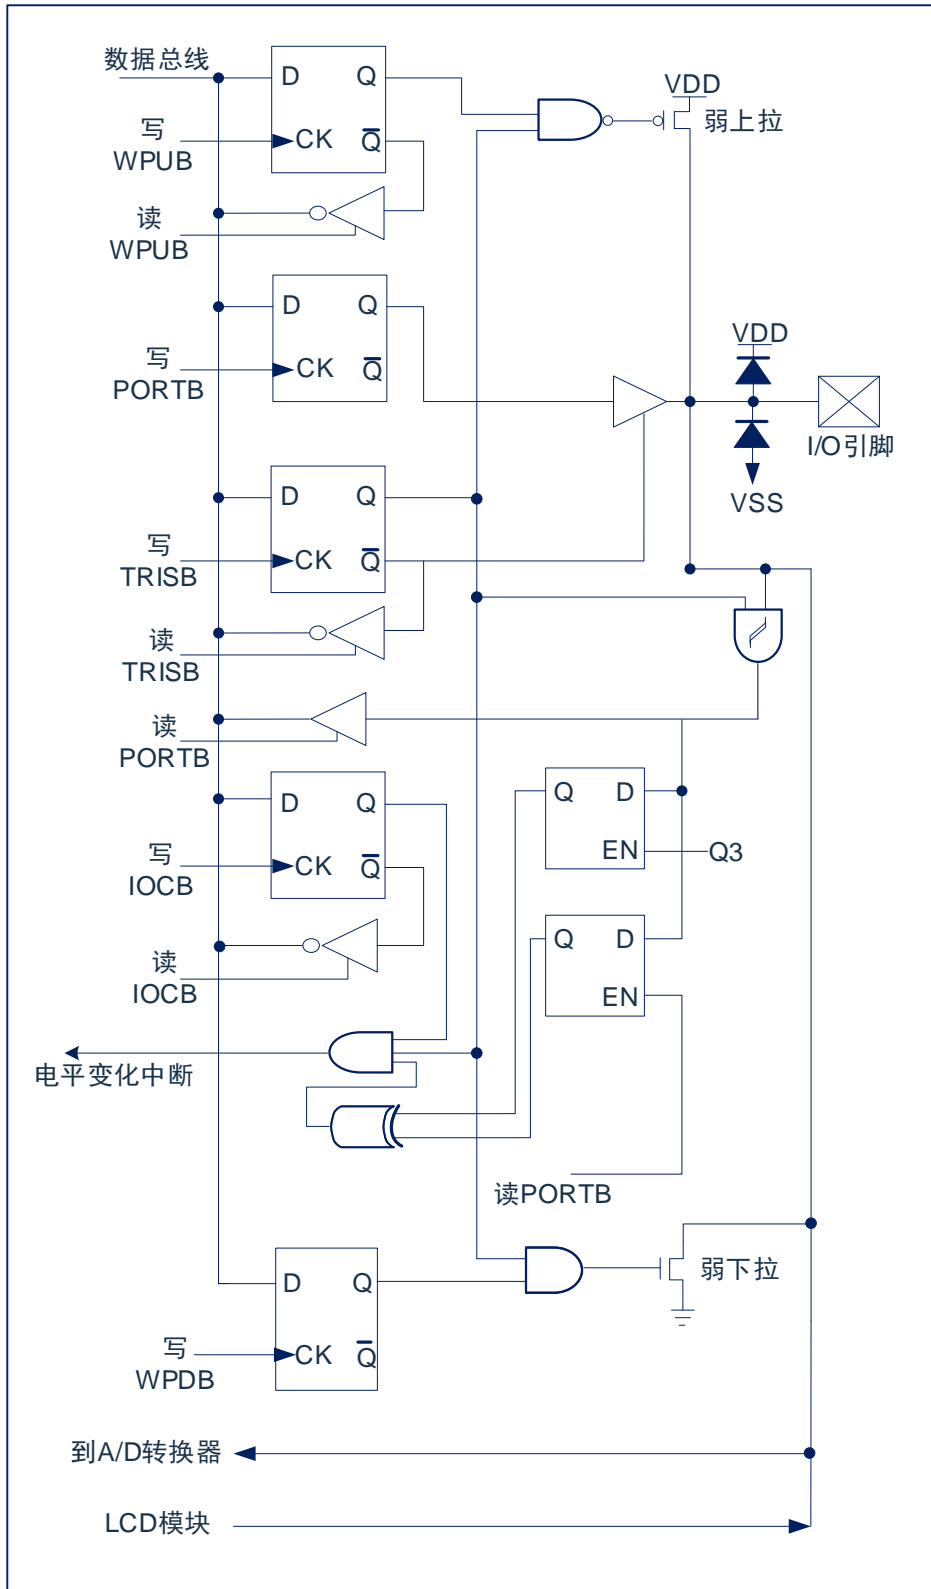 数据总线
D Q
VDD
弱上拉
写
WPUB
CK Q̅
读
WPUB
D Q
VDD
写
PORTB
CK Q̅
I/O引脚
VSS
D Q
写
TRISB
CK Q̅
读
TRISB
读
PORTB
D Q
Q D
写
IOCB
CK Q̅
EN
Q3
Q D
读
IOCB
EN
电平变化中断
读PORTB
D Q
弱下拉
写
WPDB
CK Q̅
到A/D转换器
LCD模块